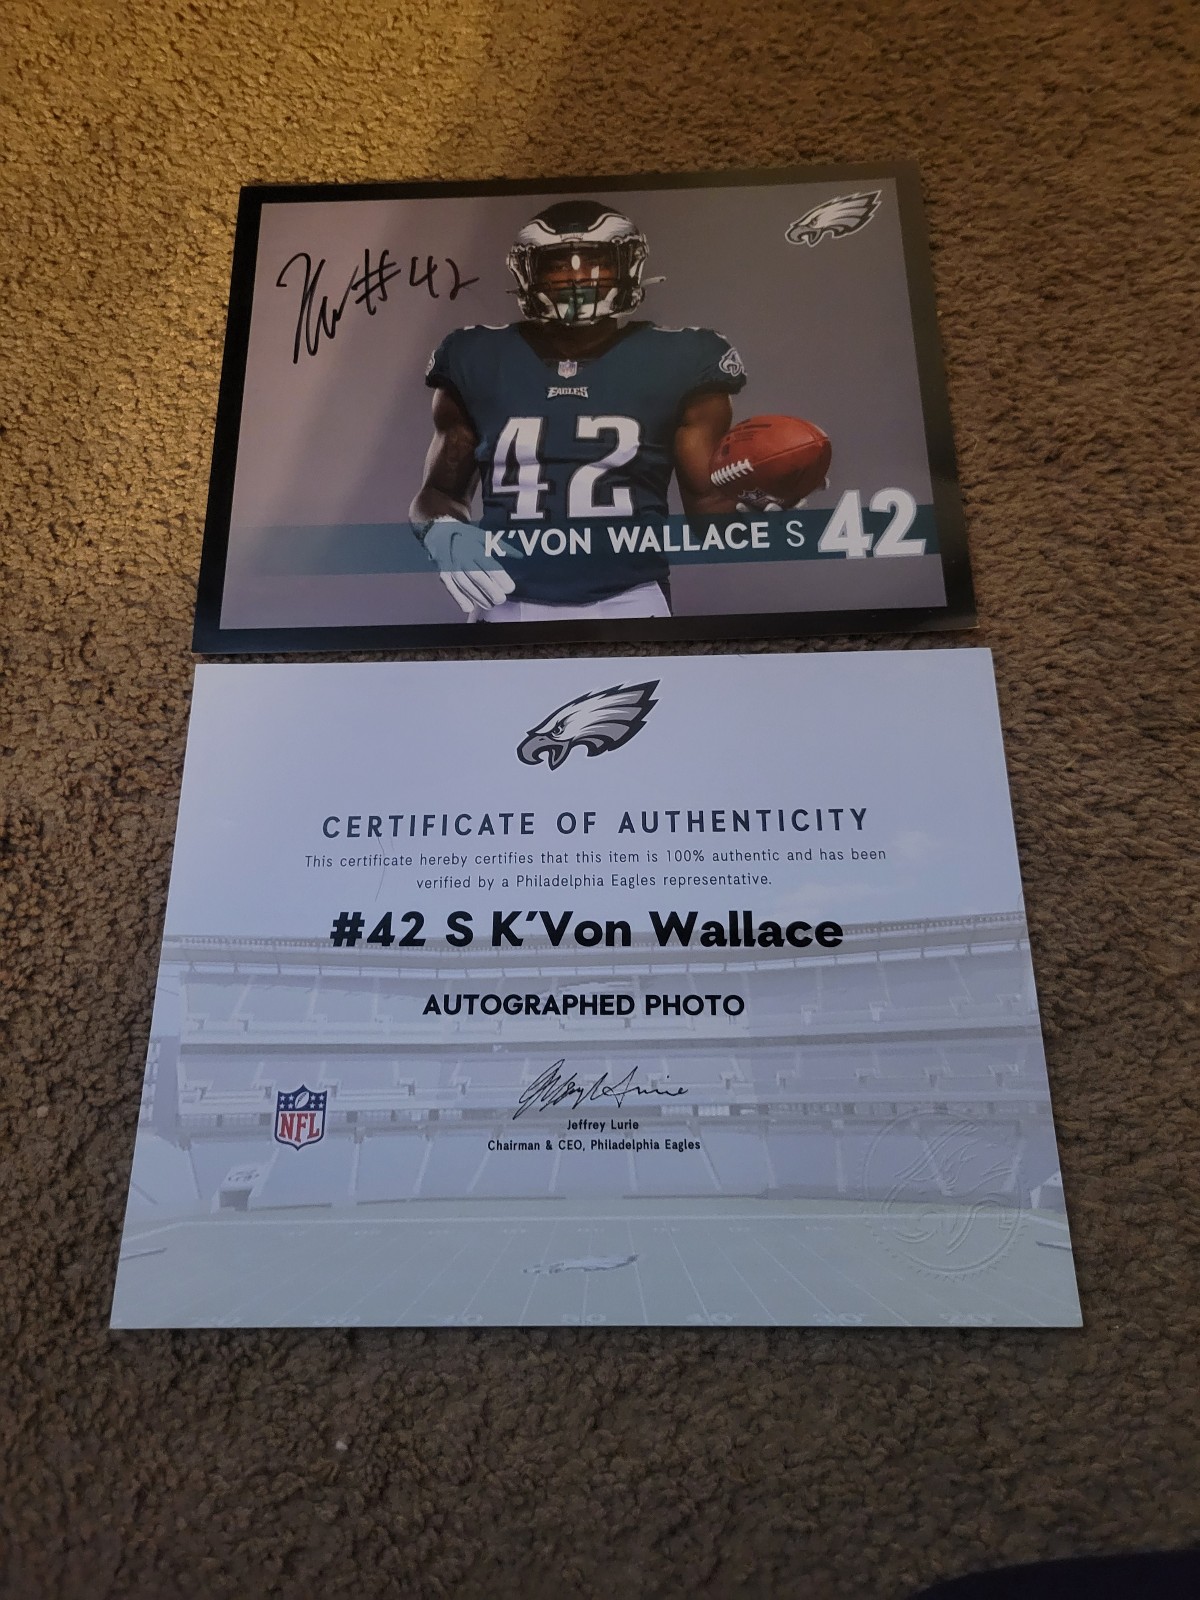 #42
EAGLES
42
K'VON WALLACE S 42
CERTIFICATE OF AUTHENTICITY
This certificate hereby certifies that this item is 100% authentic and has been
verified by a Philadelphia Eagles representative.
#42 S K'Von Wallace
AUTOGRAPHED PHOTO
NFL
Jeffrey Lurie
Chairman & CEO, Philadelphia Eagles